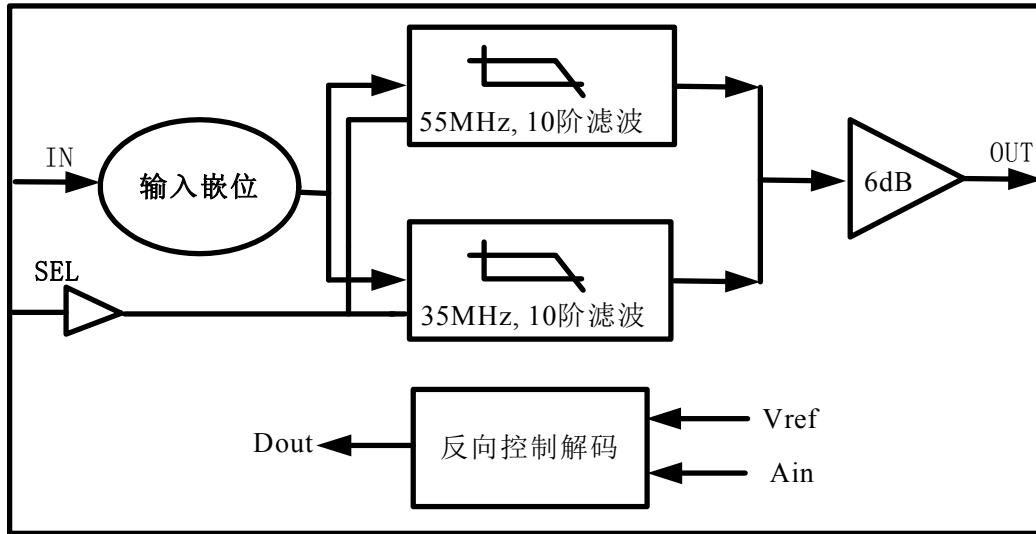 55MHz, 10阶滤波
IN
输入嵌位
6dB
OUT
SEL
35MHz, 10阶滤波
Dout
反向控制解码
Vref
Ain